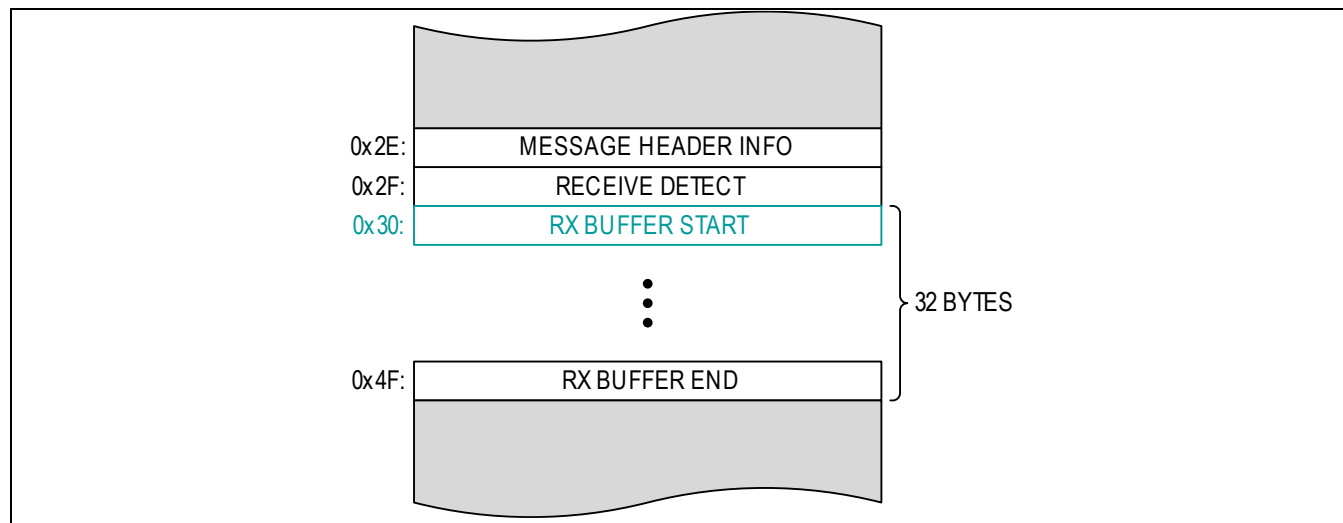 0x2E: MESSAGE HEADER INFO
0x2F: RECEIVE DETECT
0x30: RX BUFFER START
32 BYTES
0x4F: RX BUFFER END